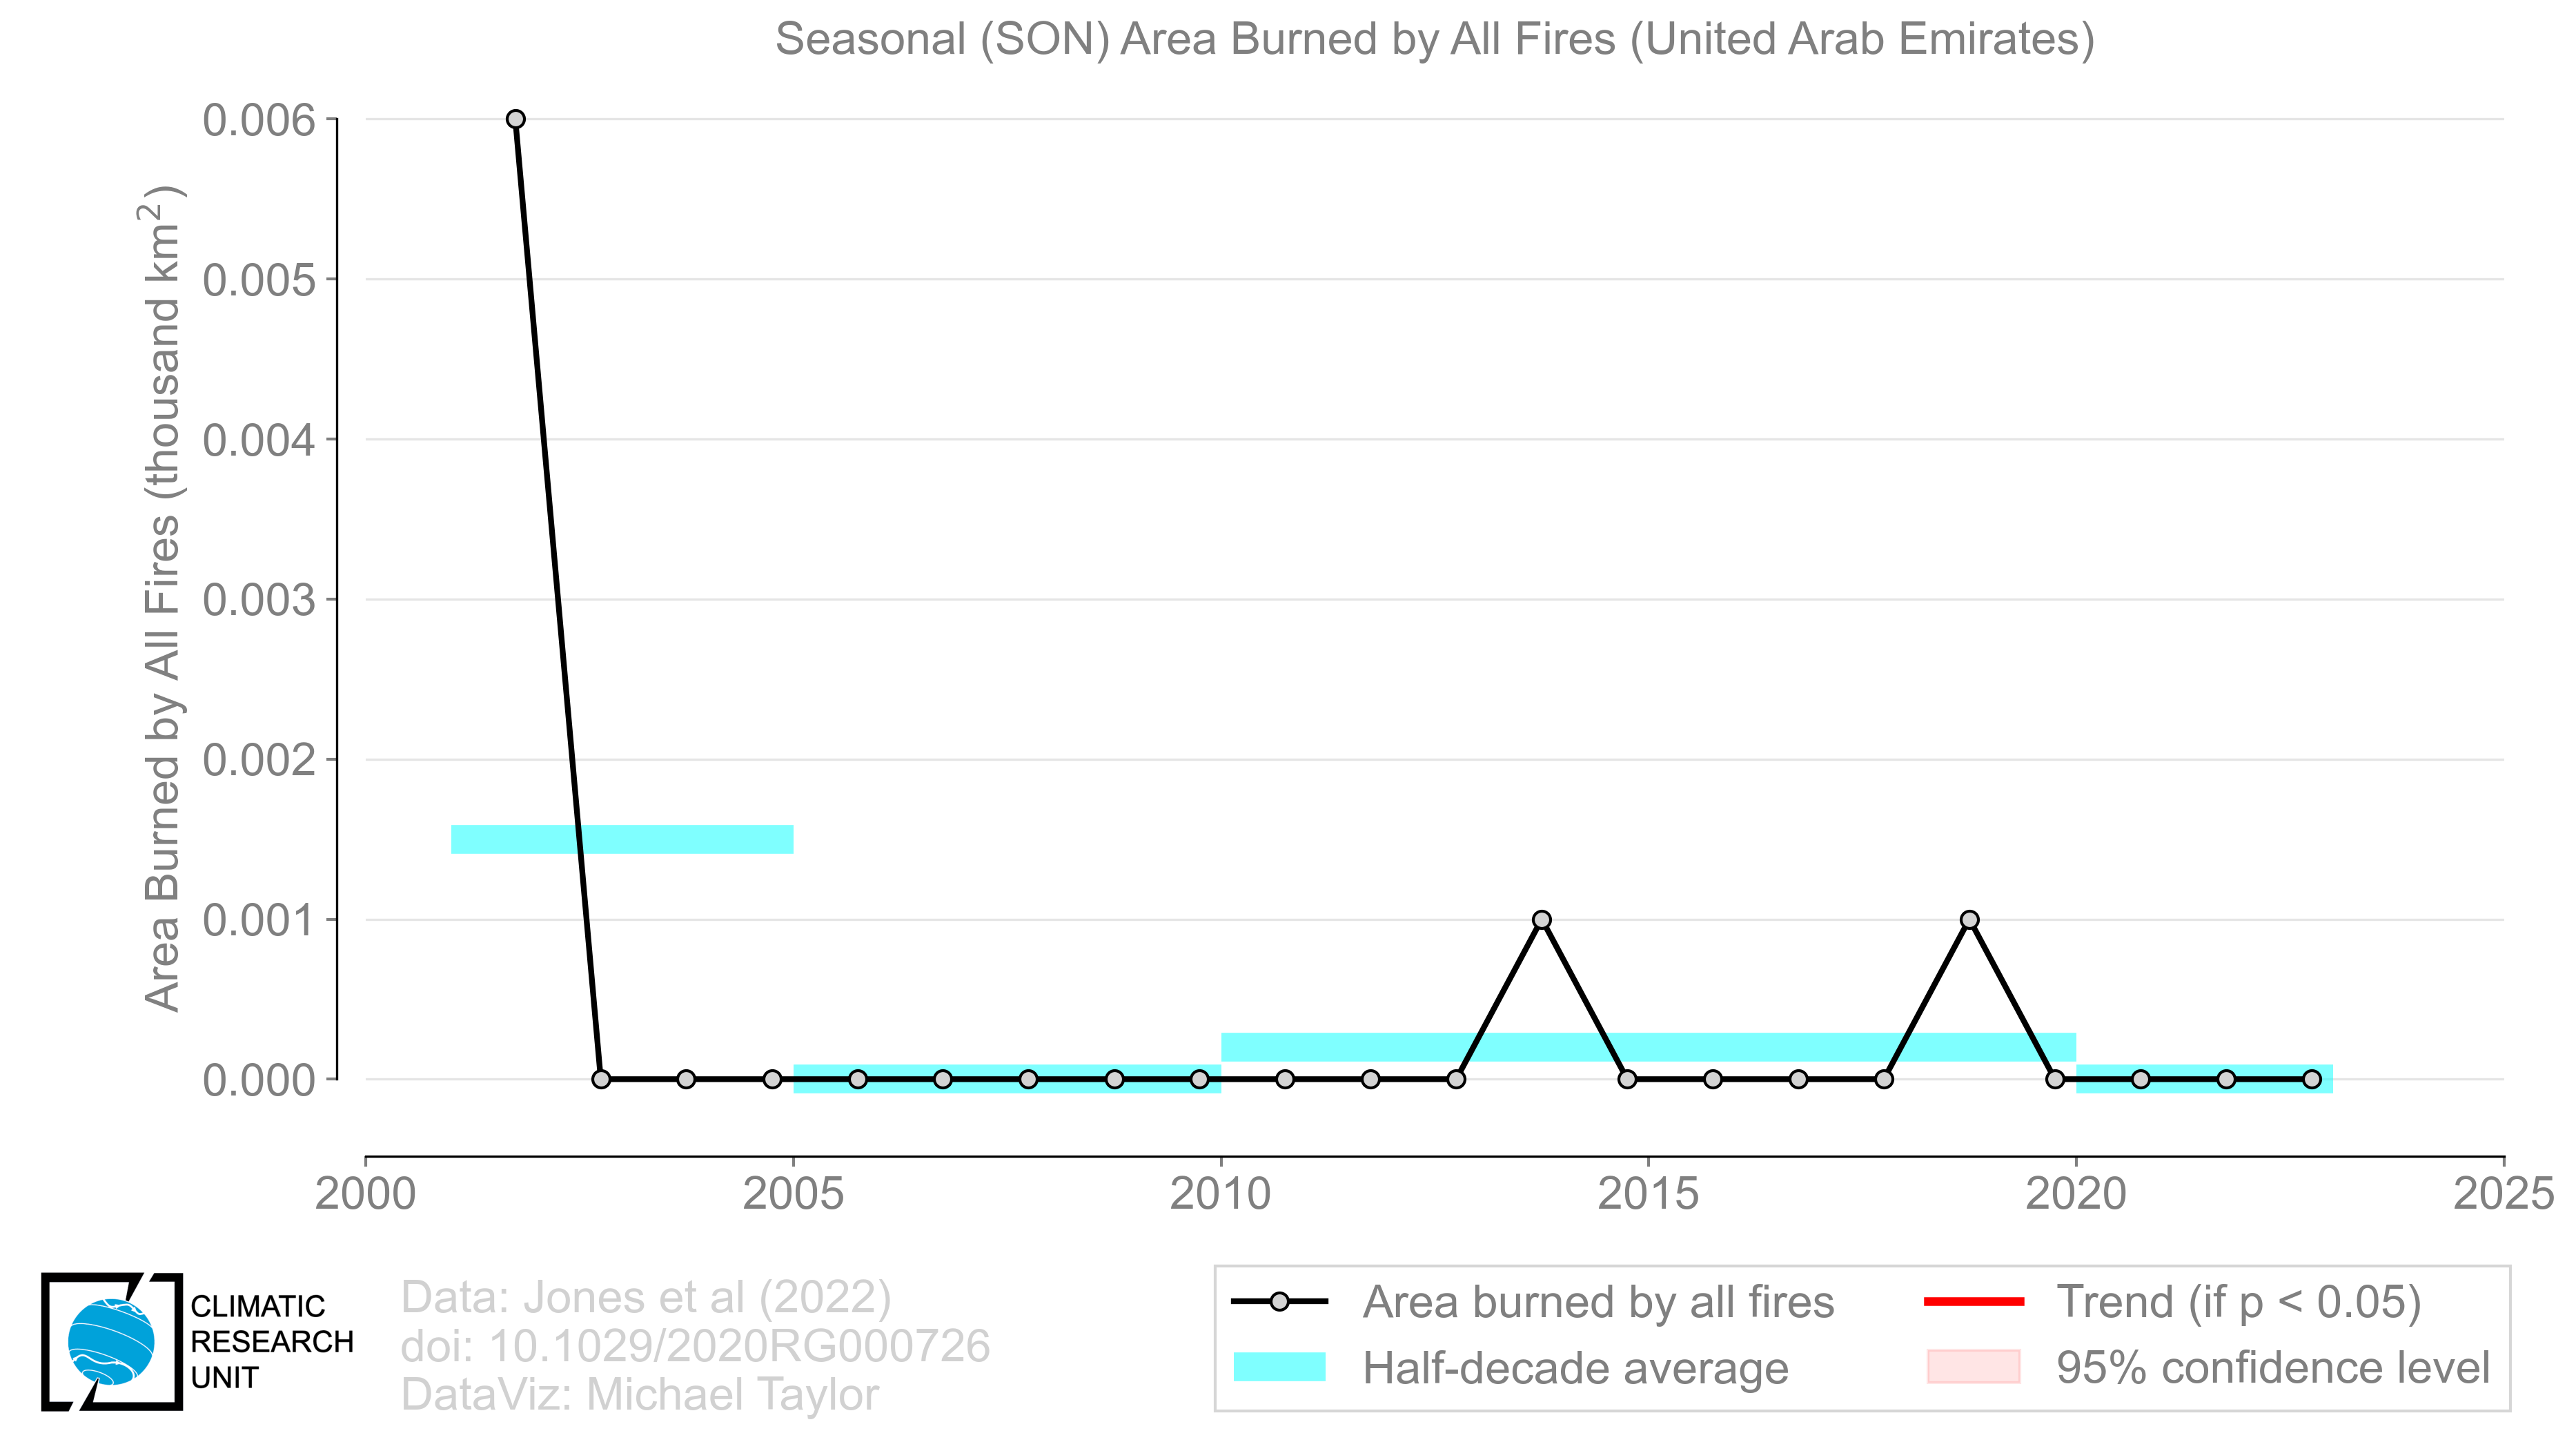 Seasonal (SON) Area Burned by All Fires (United Arab Emirates)
Area Burned by All Fires (thousand km²)
0.006
0.005
0.004
0.003
0.002
0.001
0.000
2000 2005 2010 2015 2020 2025
CLIMATIC
RESEARCH
UNIT
Data: Jones et al (2022)
doi: 10.1029/2020RG000726
DataViz: Michael Taylor
Area burned by all fires
Half-decade average
Trend (if p < 0.05)
95% confidence level